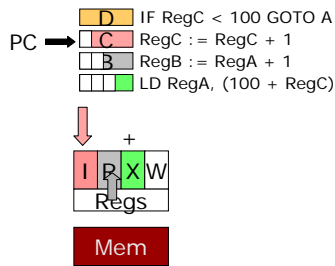 D IF RegC < 100 GOTO A
PC C RegC := RegC + 1
B RegB := RegA + 1
LD RegA, (100 + RegC)
+
I R X W
Regs
Mem